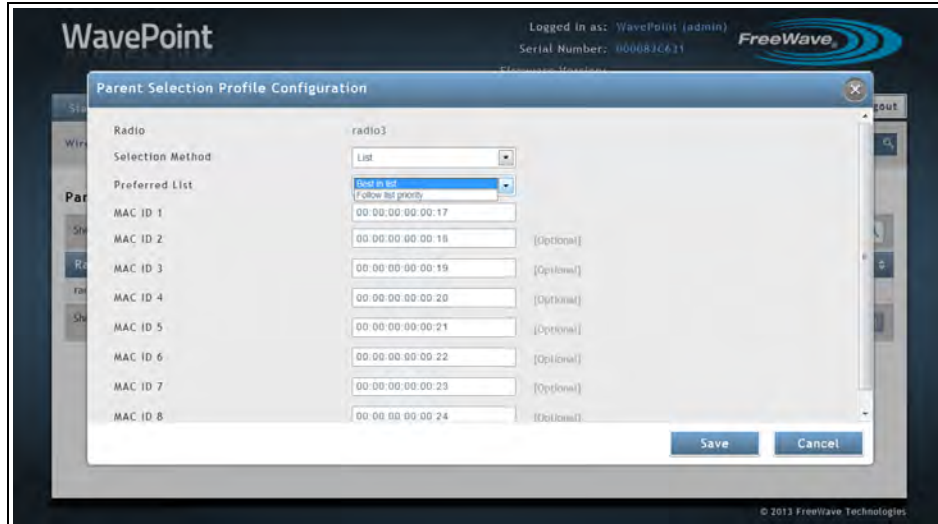 WavePoint
Logged in as: WavePoint (admin)
Serial Number:
FreeWave
Parent Selection Profile Configuration
Radio radio3
Selection Method List
Preferred List Best in list
Follow list priority
MAC ID 1 00:00:00:00:00:17
MAC ID 2 00:00:00:00:00:18 [Optional]
MAC ID 3 00:00:00:00:00:19 [Optional]
MAC ID 4 00:00:00:00:00:20 [Optional]
MAC ID 5 00:00:00:00:00:21 [Optional]
MAC ID 6 00:00:00:00:00:22 [Optional]
MAC ID 7 00:00:00:00:00:23 [Optional]
MAC ID 8 00:00:00:00:00:24 [Optional]
Save Cancel
© 2013 FreeWave Technologies